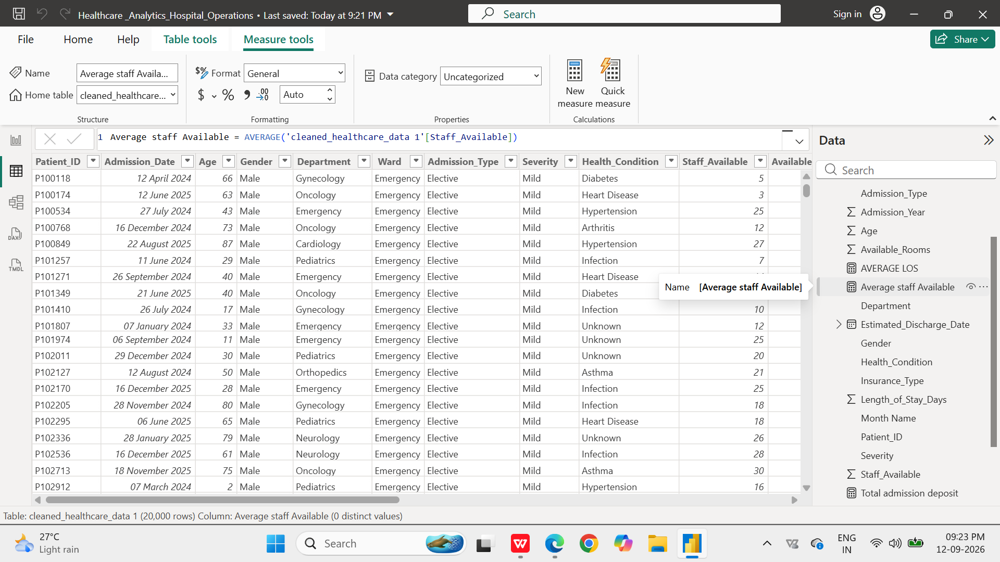 Healthcare _Analytics_Hospital_Operations • Last saved: Today at 9:21 PM
Search
Sign in
File Home Help Table tools Measure tools
Share
Name Average staff Availa...
Home table cleaned_healthcare...
Structure
$% Format General
$ % Auto
Formatting
Data category Uncategorized
Properties
New measure
Quick measure
Calculations
1 Average staff Available = AVERAGE('cleaned_healthcare_data 1'[Staff_Available])
Patient_ID Admission_Date Age Gender Department Ward Admission_Type Severity Health_Condition Staff_Available Available
P100118 12 April 2024 66 Male Gynecology Emergency Elective Mild Diabetes 5
P100174 12 June 2025 63 Male Oncology Emergency Elective Mild Heart Disease 3
P100534 27 July 2024 43 Male Emergency Emergency Elective Mild Hypertension 25
P100768 16 December 2024 73 Male Oncology Emergency Elective Mild Arthritis 12
P100849 22 August 2025 87 Male Cardiology Emergency Elective Mild Hypertension 27
P101257 11 June 2024 29 Male Pediatrics Emergency Elective Mild Infection 7
P101271 26 September 2024 40 Male Emergency Emergency Elective Mild Heart Disease
P101349 21 June 2025 40 Male Oncology Emergency Elective Mild Diabetes
P101410 26 July 2024 17 Male Gynecology Emergency Elective Mild Infection 10
P101807 07 January 2024 33 Male Emergency Emergency Elective Mild Unknown 12
P101974 06 September 2024 11 Male Emergency Emergency Elective Mild Unknown 25
P102011 29 December 2024 30 Male Pediatrics Emergency Elective Mild Unknown 20
P102127 12 August 2024 50 Male Orthopedics Emergency Elective Mild Asthma 21
P102170 16 December 2025 28 Male Emergency Emergency Elective Mild Infection 25
P102205 28 November 2024 80 Male Gynecology Emergency Elective Mild Infection 18
P102295 06 June 2025 65 Male Pediatrics Emergency Elective Mild Heart Disease 18
P102336 28 January 2025 79 Male Neurology Emergency Elective Mild Unknown 26
P102536 16 December 2025 61 Male Neurology Emergency Elective Mild Infection 28
P102713 18 November 2025 75 Male Oncology Emergency Elective Mild Asthma 30
P102912 07 March 2024 2 Male Pediatrics Emergency Elective Mild Hypertension 16
Name [Average staff Available]
DAX
TMDL
Data
Search
Admission_Type
Admission_Year
Age
Available_Rooms
AVERAGE LOS
Average staff Available
Department
Estimated_Discharge_Date
Gender
Health_Condition
Insurance_Type
Length_of_Stay_Days
Month Name
Patient_ID
Severity
Staff_Available
Total admission deposit
Table: cleaned_healthcare_data 1 (20,000 rows) Column: Average staff Available (0 distinct values)
27°C
Light rain
Search
ENG
IN
09:23 PM
12-09-2026